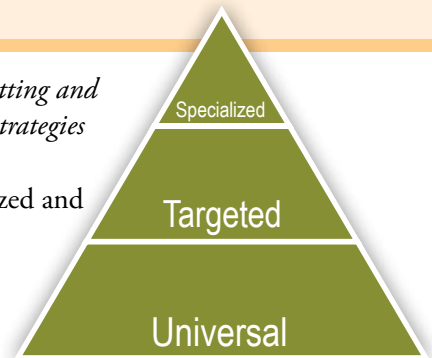 tting and
trategies
zed and
Specialized
Targeted
Universal